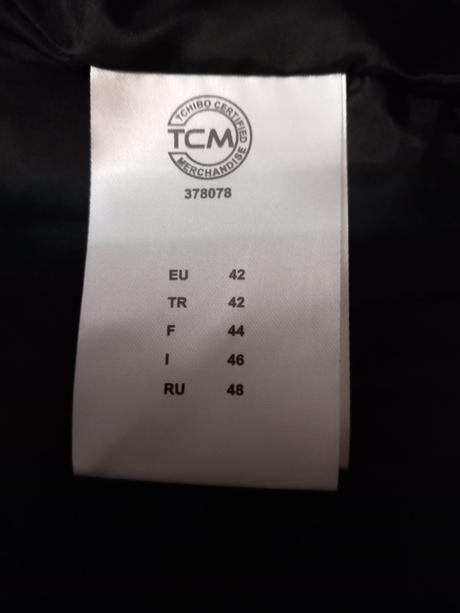 TCHIBO CERTIFIED
TCM
MERCHANDISE
378078
EU 42
TR 42
F 44
I 46
RU 48